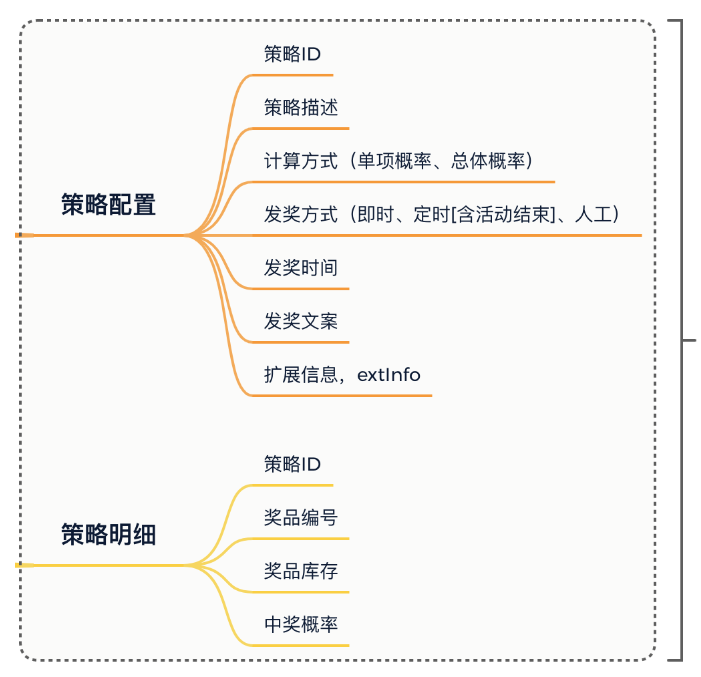 策略ID
策略描述
计算方式（单项概率、总体概率）
策略配置
发奖方式（即时、定时[含活动结束]、人工）
发奖时间
发奖文案
扩展信息，extInfo
策略ID
奖品编号
策略明细
奖品库存
中奖概率